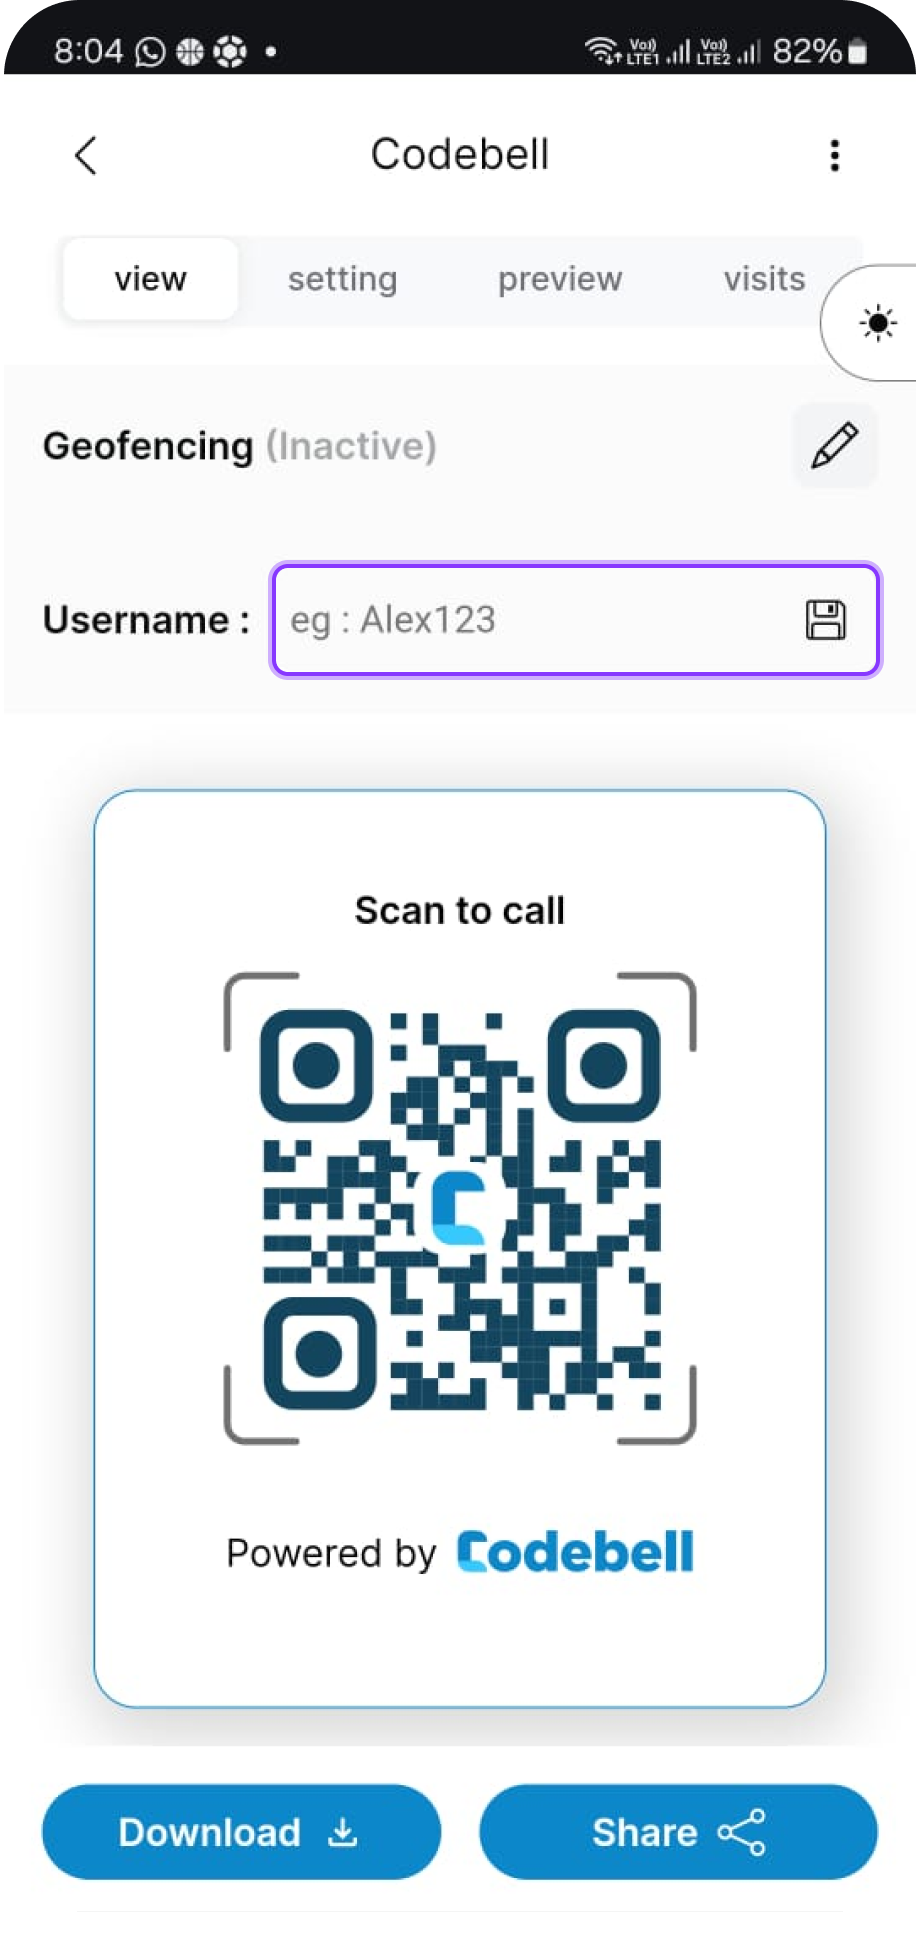 8:04 Vo)) LTE1 Vo)) LTE2 82%
Codebell
view setting preview visits
Geofencing (Inactive)
Username : eg : Alex123
Scan to call
Powered by Codebell
Download Share